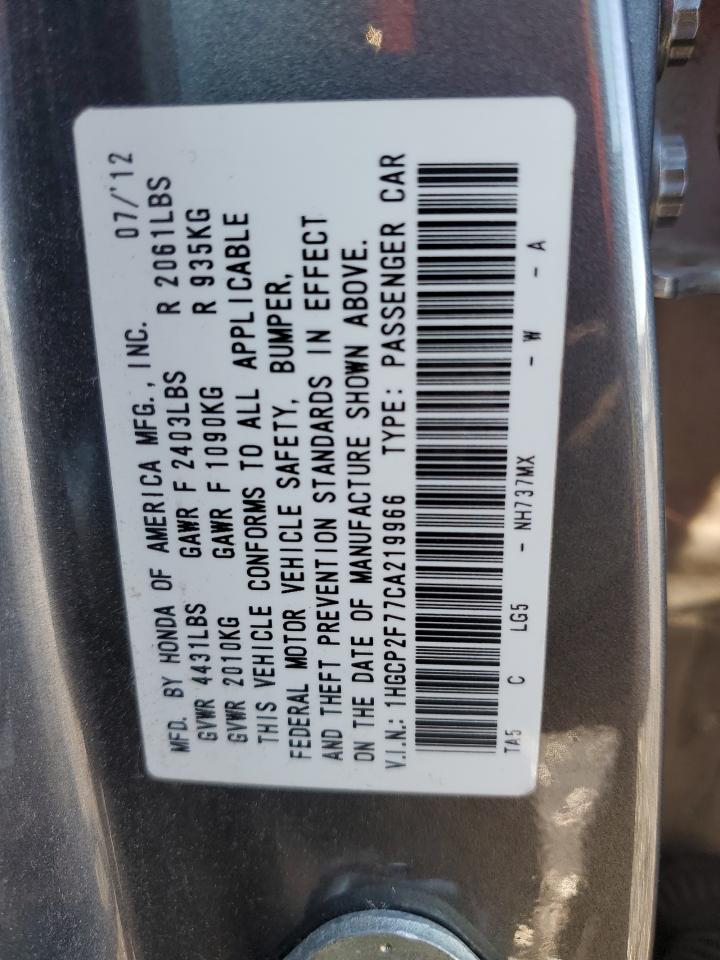 MFD. BY HONDA OF AMERICA MFG., INC. 07/'12
GVWR 4431LBS GAWR F 2403LBS R 2061LBS
GVWR 2010KG GAWR F 1090KG R 935KG
THIS VEHICLE CONFORMS TO ALL APPLICABLE
FEDERAL MOTOR VEHICLE SAFETY, BUMPER,
AND THEFT PREVENTION STANDARDS IN EFFECT
ON THE DATE OF MANUFACTURE SHOWN ABOVE.
V.I.N.: 1HGCP2F77CA219966 TYPE: PASSENGER CAR
TA5 C LG5 - NH737MX - W - A